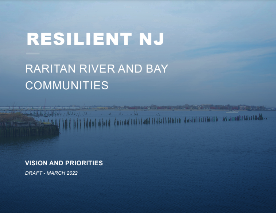 RESILIENT NJ
RARITAN RIVER AND BAY
COMMUNITIES
VISION AND PRIORITIES
DRAFT - MARCH 2022